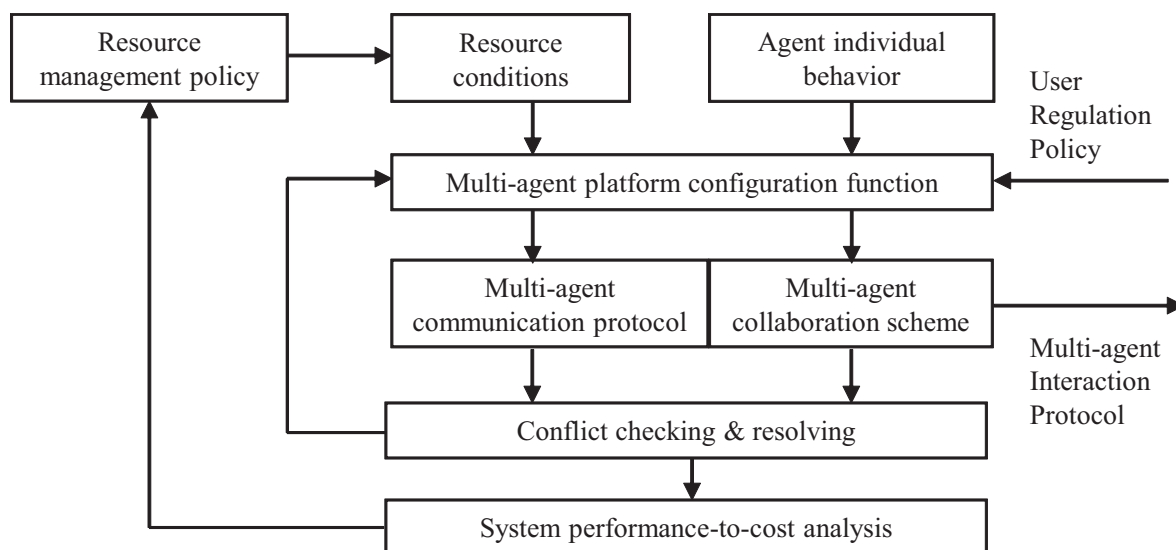 Resource
management policy
Resource
conditions
Agent individual
behavior
User
Regulation
Policy
Multi-agent platform configuration function
Multi-agent
communication protocol
Multi-agent
collaboration scheme
Multi-agent
Interaction
Protocol
Conflict checking & resolving
System performance-to-cost analysis